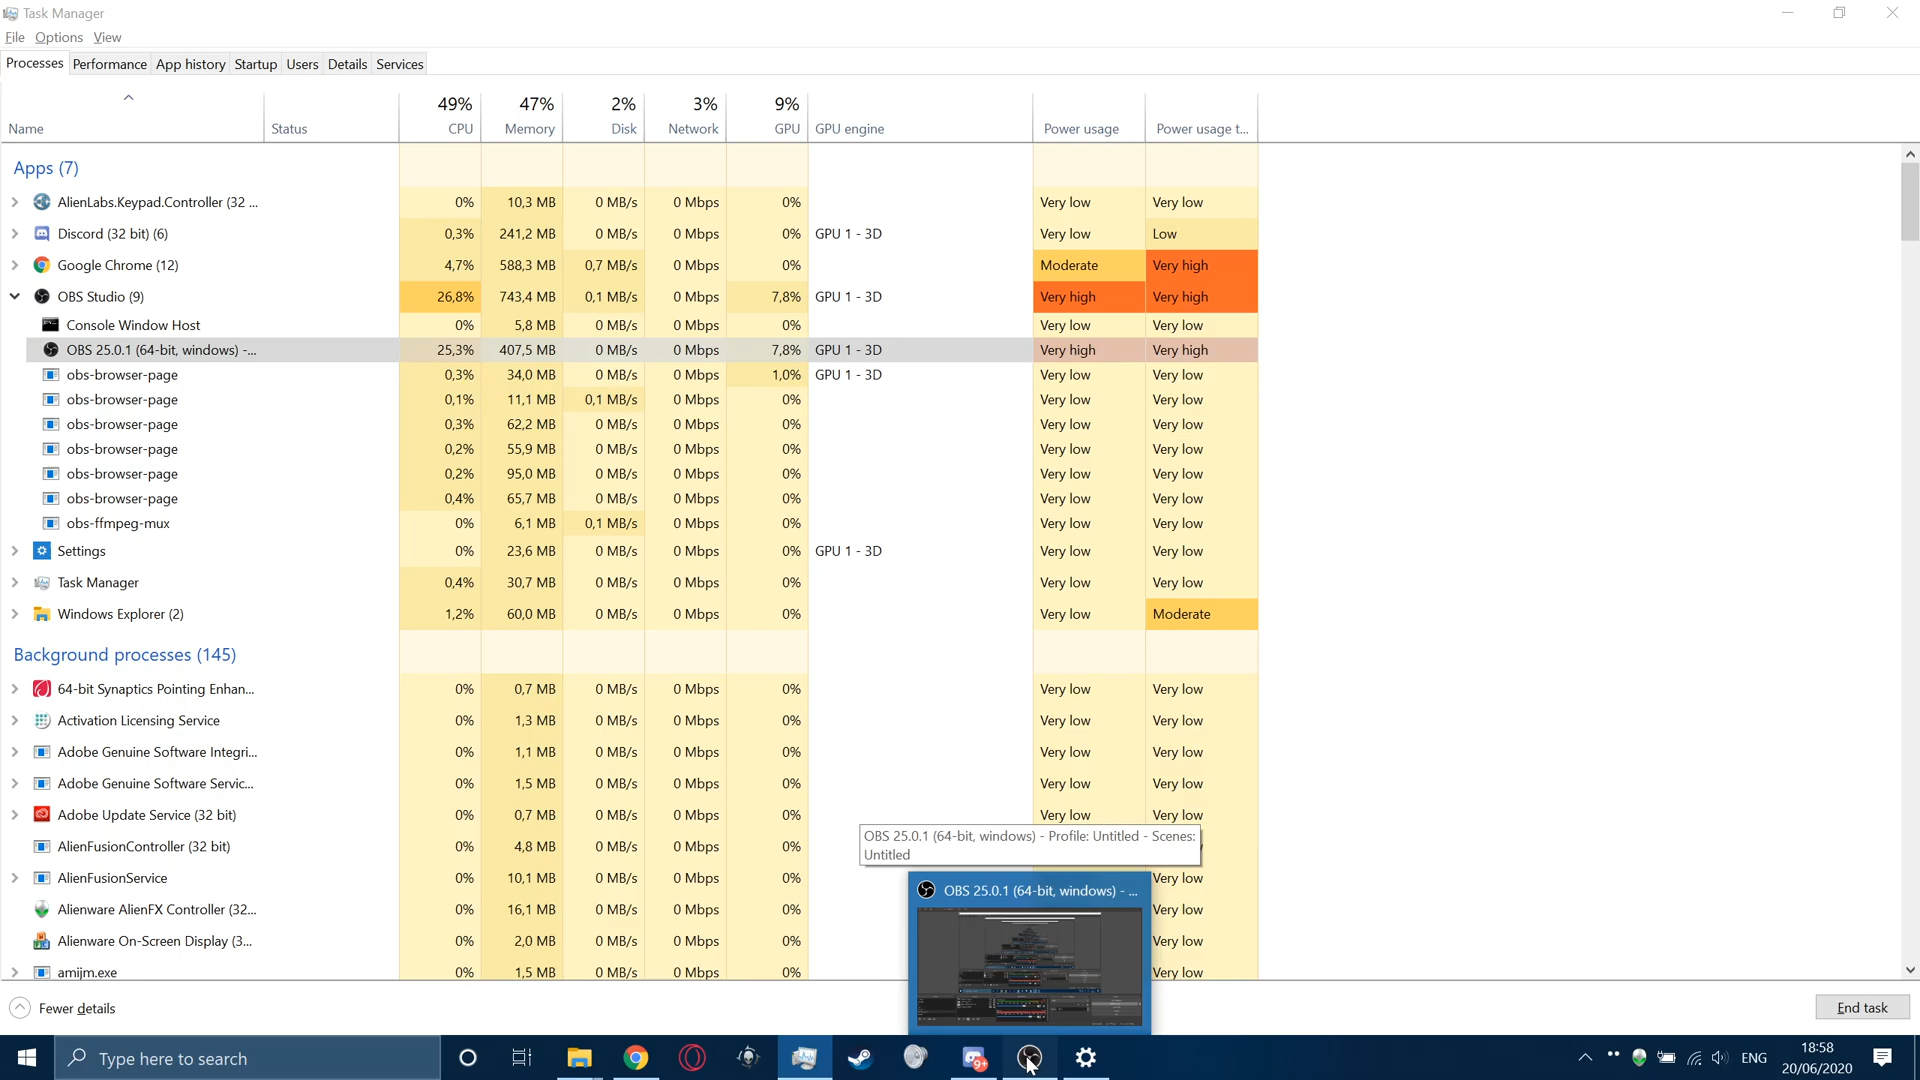 Task Manager
File Options View
Processes Performance App history Startup Users Details Services
49% 47% 2% 3% 9%
Name Status CPU Memory Disk Network GPU GPU engine Power usage Power usage t...
Apps (7)
AlienLabs.Keypad.Controller (32 ... 0% 10,3 MB 0 MB/s 0 Mbps 0% Very low Very low
Discord (32 bit) (6) 0,3% 241,2 MB 0 MB/s 0 Mbps 0% GPU 1 - 3D Very low Low
Google Chrome (12) 4,7% 588,3 MB 0,7 MB/s 0 Mbps 0% Moderate Very high
OBS Studio (9) 26,8% 743,4 MB 0,1 MB/s 0 Mbps 7,8% GPU 1 - 3D Very high Very high
Console Window Host 0% 5,8 MB 0 MB/s 0 Mbps 0% Very low Very low
OBS 25.0.1 (64-bit, windows) -... 25,3% 407,5 MB 0 MB/s 0 Mbps 7,8% GPU 1 - 3D Very high Very high
obs-browser-page 0,3% 34,0 MB 0 MB/s 0 Mbps 1,0% GPU 1 - 3D Very low Very low
obs-browser-page 0,1% 11,1 MB 0,1 MB/s 0 Mbps 0% Very low Very low
obs-browser-page 0,3% 62,2 MB 0 MB/s 0 Mbps 0% Very low Very low
obs-browser-page 0,2% 55,9 MB 0 MB/s 0 Mbps 0% Very low Very low
obs-browser-page 0,2% 95,0 MB 0 MB/s 0 Mbps 0% Very low Very low
obs-browser-page 0,4% 65,7 MB 0 MB/s 0 Mbps 0% Very low Very low
obs-ffmpeg-mux 0% 6,1 MB 0,1 MB/s 0 Mbps 0% Very low Very low
Settings 0% 23,6 MB 0 MB/s 0 Mbps 0% GPU 1 - 3D Very low Very low
Task Manager 0,4% 30,7 MB 0 MB/s 0 Mbps 0% Very low Very low
Windows Explorer (2) 1,2% 60,0 MB 0 MB/s 0 Mbps 0% Very low Moderate
Background processes (145)
64-bit Synaptics Pointing Enhan... 0% 0,7 MB 0 MB/s 0 Mbps 0% Very low Very low
Activation Licensing Service 0% 1,3 MB 0 MB/s 0 Mbps 0% Very low Very low
Adobe Genuine Software Integri... 0% 1,1 MB 0 MB/s 0 Mbps 0% Very low Very low
Adobe Genuine Software Servic... 0% 1,5 MB 0 MB/s 0 Mbps 0% Very low Very low
Adobe Update Service (32 bit) 0% 0,7 MB 0 MB/s 0 Mbps 0% Very low Very low
OBS 25.0.1 (64-bit, windows) - Profile: Untitled - Scenes:
Untitled
AlienFusionController (32 bit) 0% 4,8 MB 0 MB/s 0 Mbps 0%
AlienFusionService 0% 10,1 MB 0 MB/s 0 Mbps 0% Very low
OBS 25.0.1 (64-bit, windows) - ...
Alienware AlienFX Controller (32... 0% 16,1 MB 0 MB/s 0 Mbps 0% Very low
Alienware On-Screen Display (3... 0% 2,0 MB 0 MB/s 0 Mbps 0% Very low
amijm.exe 0% 1,5 MB 0 MB/s 0 Mbps 0% Very low
Fewer details End task
Type here to search
9+
ENG
18:58
20/06/2020